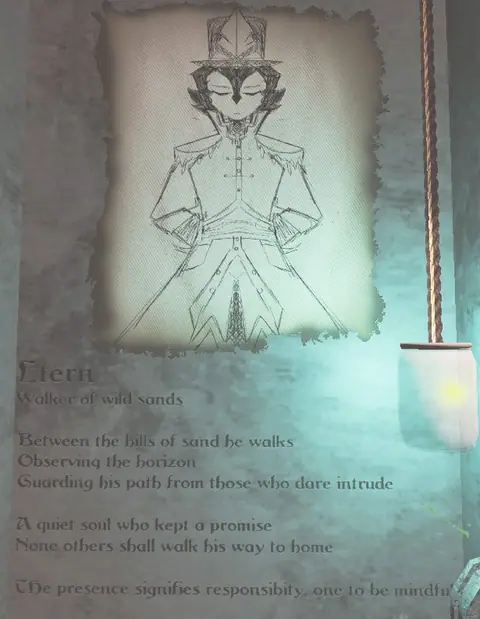 Etern
Walker of wild sands
Between the hills of sand he walks
Observing the horizon
Guarding his path from those who dare intrude
A quiet soul who kept a promise
None others shall walk his way to home
The presence signifies responsibity, one to be mindful